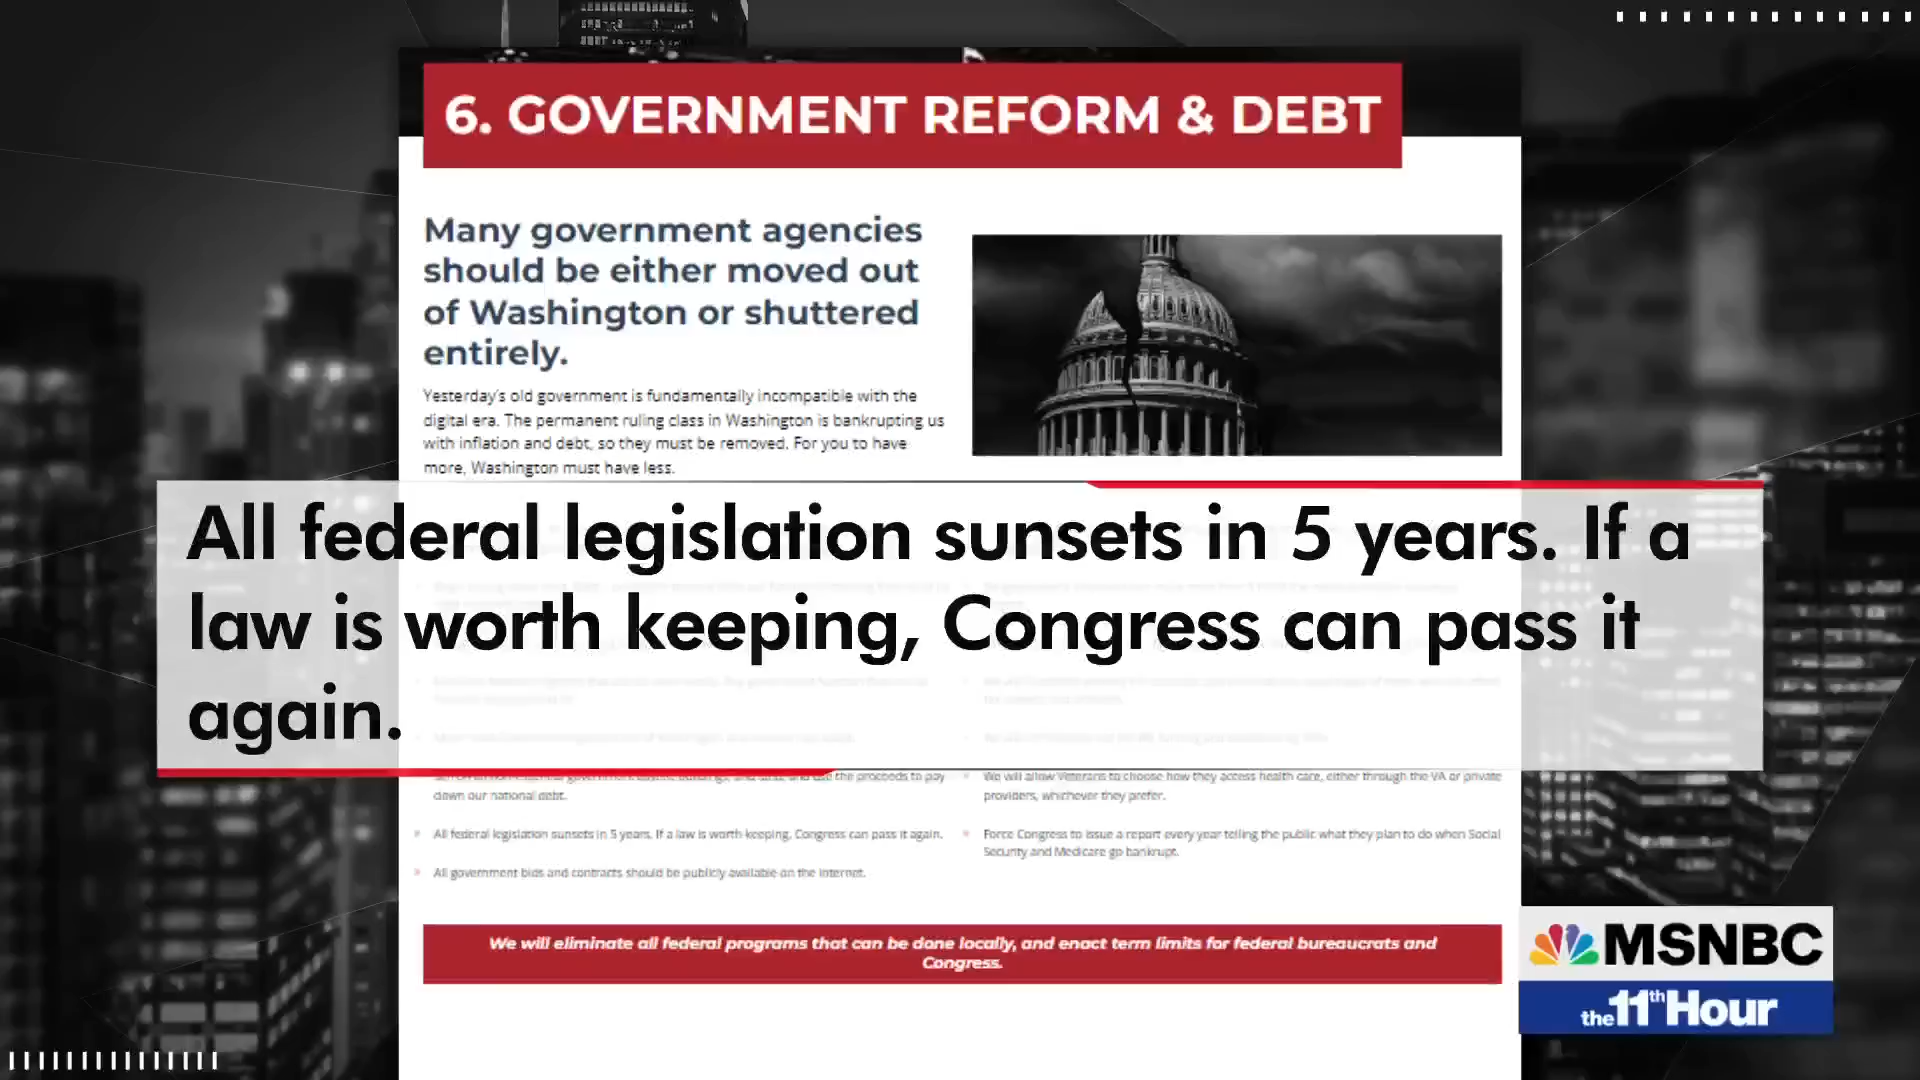 6. GOVERNMENT REFORM & DEBT
Many government agencies
should be either moved out
of Washington or shuttered
entirely.
Yesterday's old government is fundamentally incompatible with the
digital era. The permanent ruling class in Washington is bankrupting us
with inflation and debt, so they must be removed. For you to have
more, Washington must have less.
All federal legislation sunsets in 5 years. If a
law is worth keeping, Congress can pass it
again.
the proceeds to pay
down our national debt.
All federal legislation sunsets in 5 years. If a law is worth keeping, Congress can pass it again.
All government bids and contracts should be publicly available on the internet.
We will allow Veterans to choose how they access health care, either through the VA or private
providers, whichever they prefer.
Force Congress to issue a report every year telling the public what they plan to do when Social
Security and Medicare go bankrupt.
We will eliminate all federal programs that can be done locally, and enact term limits for federal bureaucrats and
Congress.
MSNBC
the 11th Hour